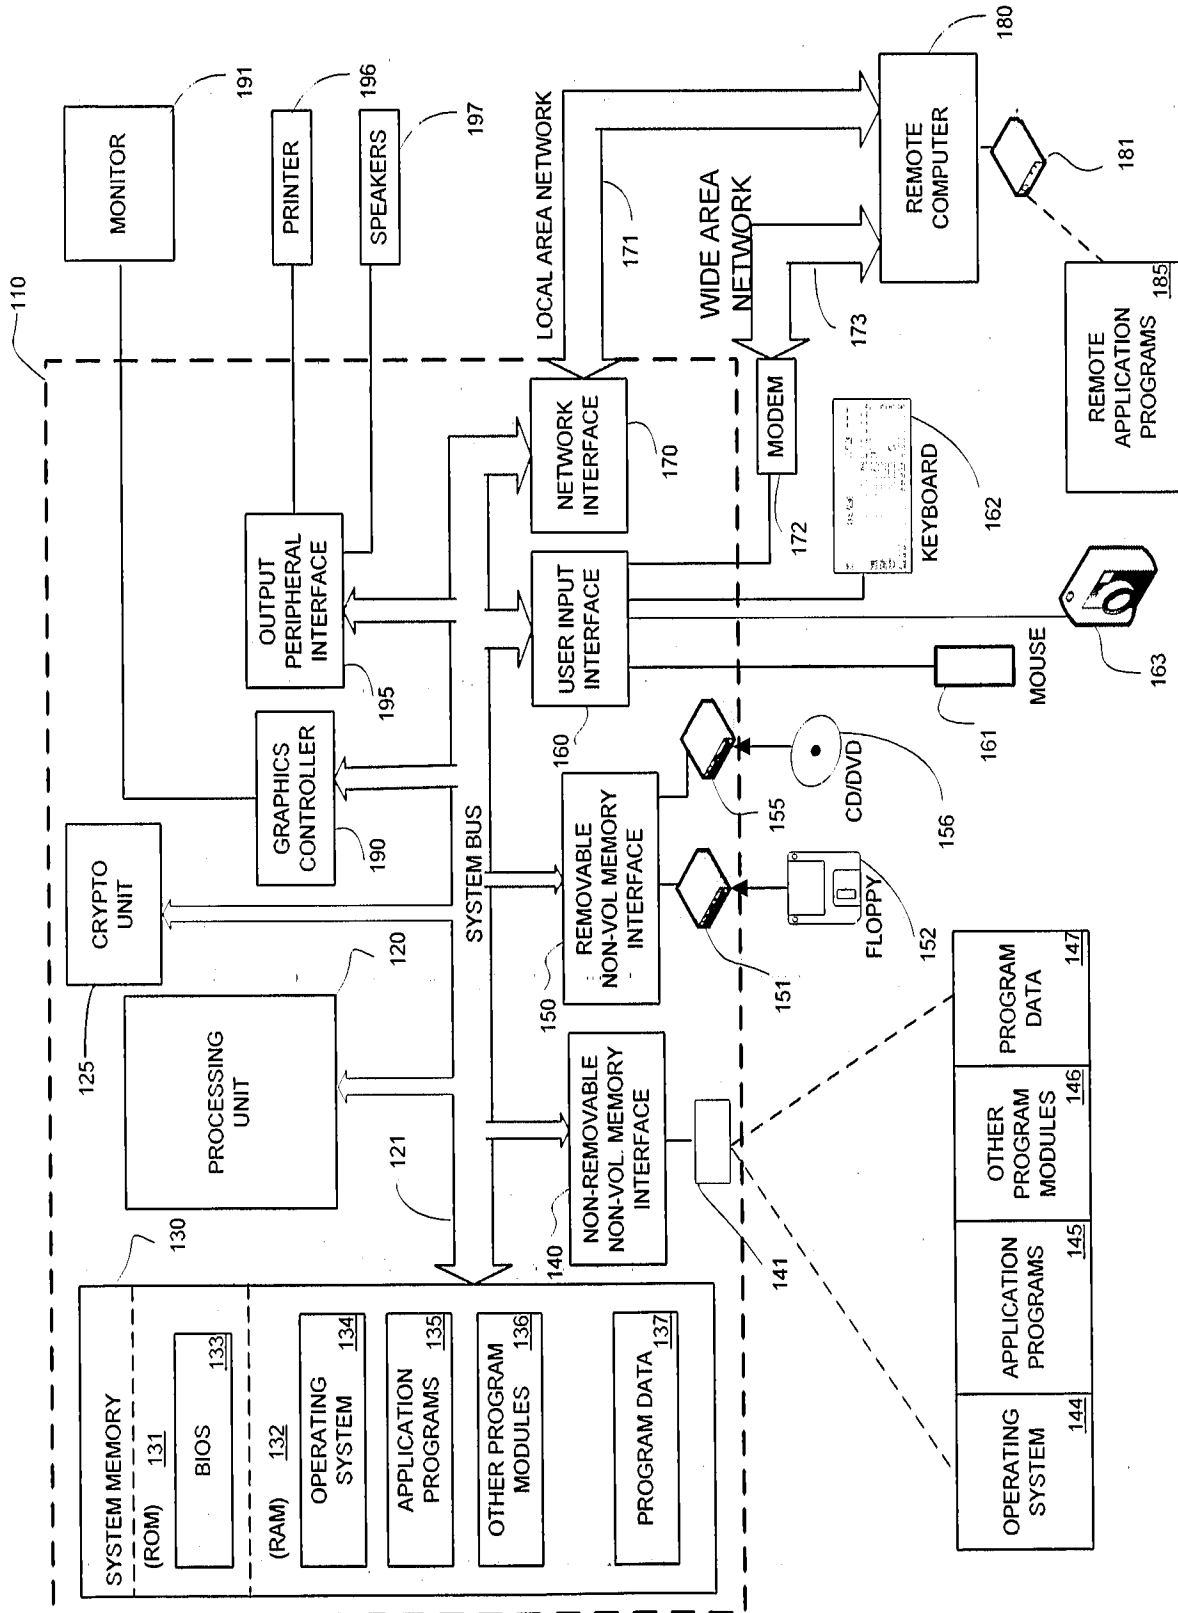 110
SYSTEM MEMORY
(ROM) 131
BIOS
133
(RAM) 132
OPERATING
SYSTEM
134
APPLICATION
PROGRAMS
135
OTHER PROGRAM
MODULES
136
PROGRAM DATA
137
130
PROCESSING
UNIT
120
121
CRYPTO
UNIT
125
GRAPHICS
CONTROLLER
190
OUTPUT
PERIPHERAL
INTERFACE
195
MONITOR
191
PRINTER
196
SPEAKERS
197
SYSTEM BUS
NON-REMOVABLE
NON-VOL. MEMORY
INTERFACE
140
REMOVABLE
NON-VOL MEMORY
INTERFACE
150
USER INPUT
INTERFACE
160
NETWORK
INTERFACE
170
LOCAL AREA NETWORK
171
WIDE AREA
NETWORK
173
MODEM
172
141
151
155
FLOPPY
152
CD/DVD
156
MOUSE
161
163
KEYBOARD
162
REMOTE
COMPUTER
180
181
REMOTE
APPLICATION
PROGRAMS
185
OPERATING
SYSTEM
144
APPLICATION
PROGRAMS
145
OTHER
PROGRAM
MODULES
146
PROGRAM
DATA
147